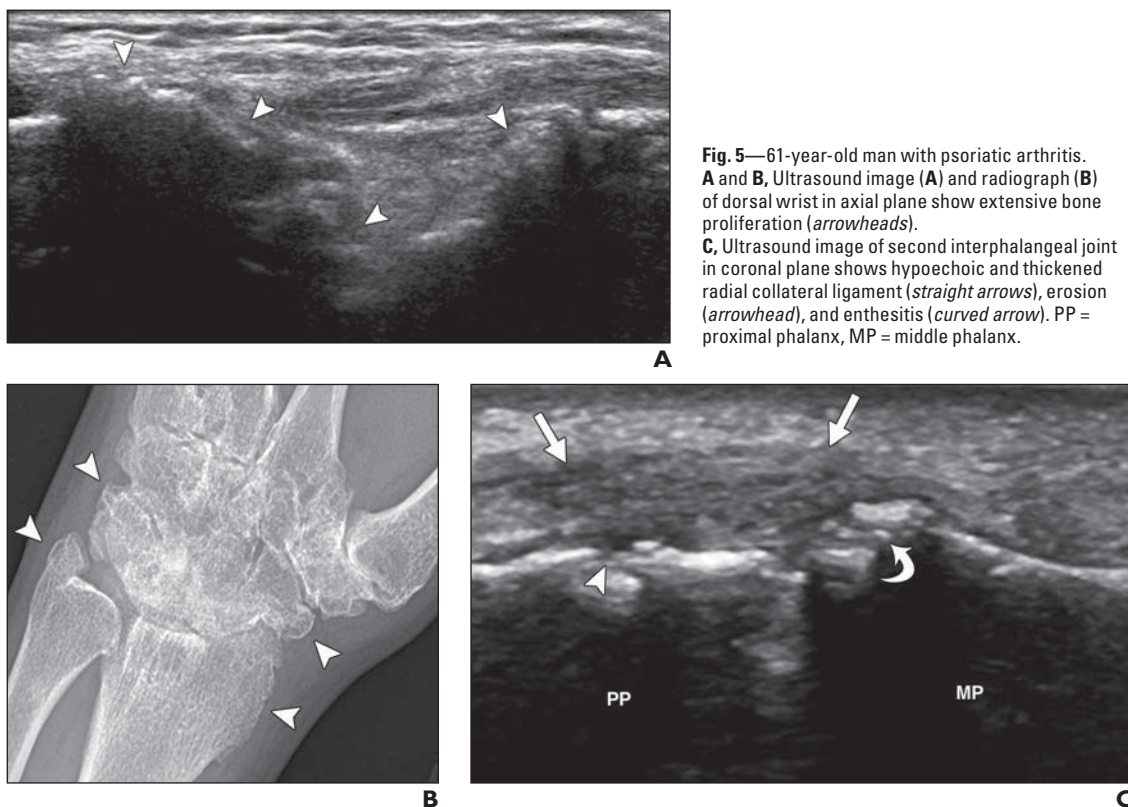 Fig. 5—61-year-old man with psoriatic arthritis.
A and B, Ultrasound image (A) and radiograph (B)
of dorsal wrist in axial plane show extensive bone
proliferation (arrowheads).
C, Ultrasound image of second interphalangeal joint
in coronal plane shows hypoechoic and thickened
radial collateral ligament (straight arrows), erosion
(arrowhead), and enthesitis (curved arrow). PP =
proximal phalanx, MP = middle phalanx.
A
PP
MP
B
C